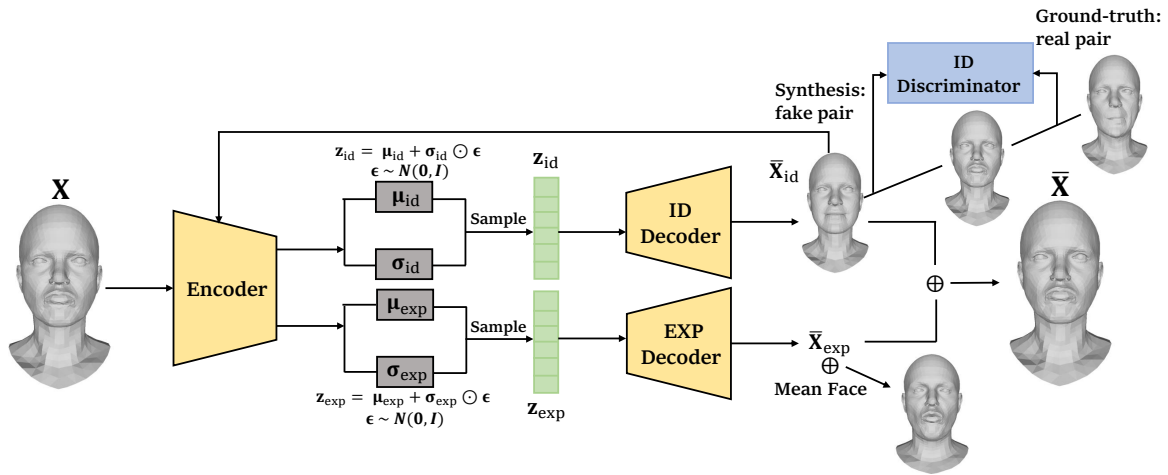 Ground-truth:
real pair
ID
Discriminator
Synthesis:
fake pair
z_id = μ_id + σ_id ⊙ ϵ
ϵ ~ N(0, I)
X
z_id
X̄_id
X̄
μ_id
Sample
ID
Decoder
σ_id
Encoder
μ_exp
Sample
EXP
Decoder
⊕
X̄_exp
⊕
Mean Face
σ_exp
z_exp = μ_exp + σ_exp ⊙ ϵ
ϵ ~ N(0, I)
z_exp